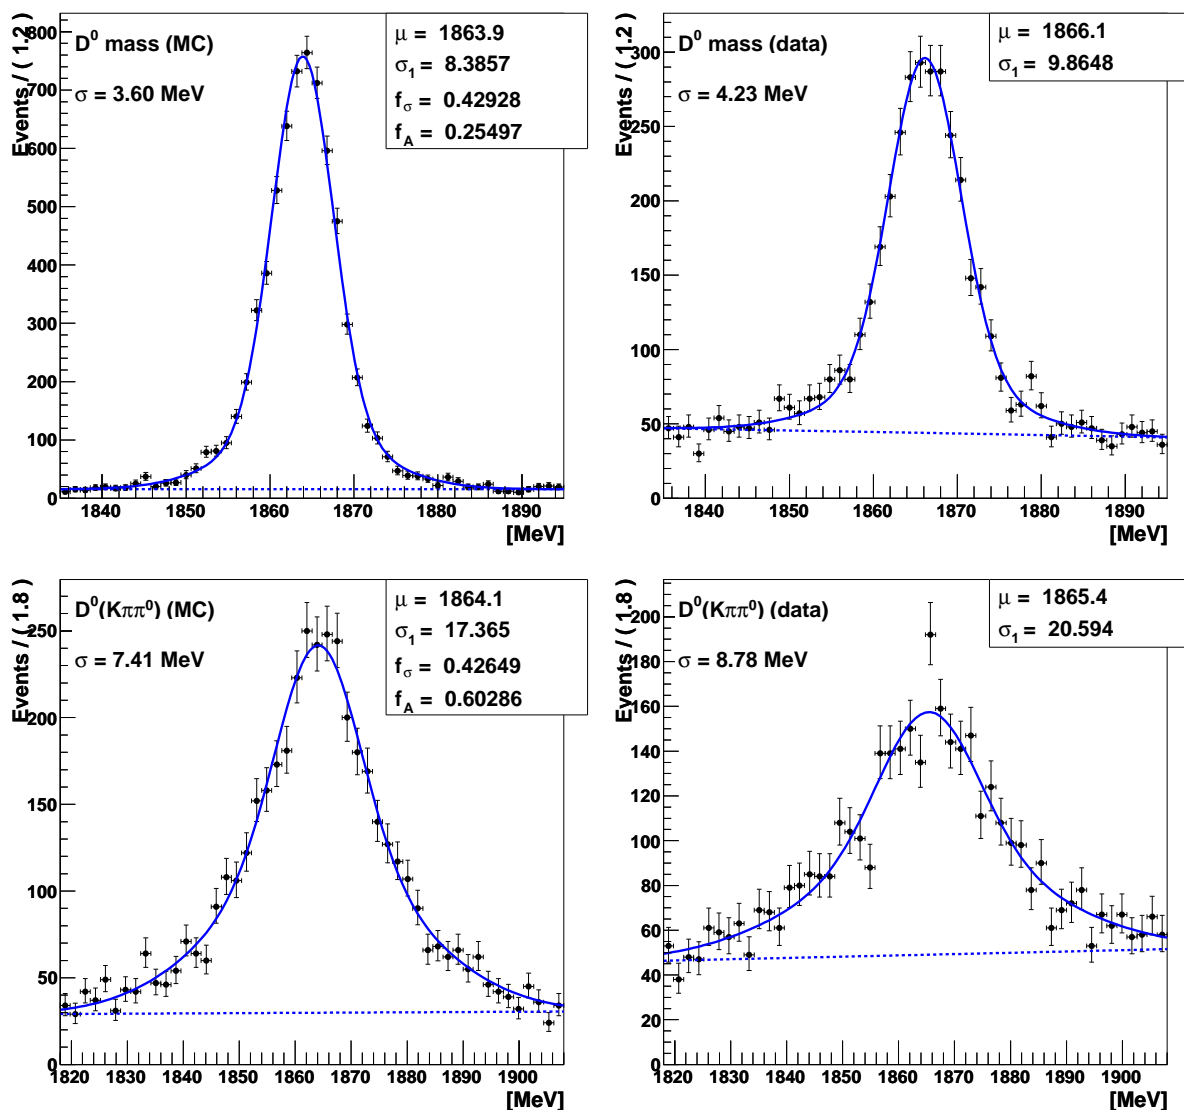 D⁰ mass (MC)
σ = 3.60 MeV
μ = 1863.9
σ₁ = 8.3857
f_σ = 0.42928
f_A = 0.25497
Events / ( 1.2 )
0
100
200
300
400
500
600
700
800
1840 1850 1860 1870 1880 1890
[MeV]
D⁰ mass (data)
σ = 4.23 MeV
μ = 1866.1
σ₁ = 9.8648
Events / ( 1.2 )
0
50
100
150
200
250
300
1840 1850 1860 1870 1880 1890
[MeV]
D⁰(Kππ⁰) (MC)
σ = 7.41 MeV
μ = 1864.1
σ₁ = 17.365
f_σ = 0.42649
f_A = 0.60286
Events / ( 1.8 )
0
50
100
150
200
250
1820 1830 1840 1850 1860 1870 1880 1890 1900
[MeV]
D⁰(Kππ⁰) (data)
σ = 8.78 MeV
μ = 1865.4
σ₁ = 20.594
Events / ( 1.8 )
0
20
40
60
80
100
120
140
160
180
200
1820 1830 1840 1850 1860 1870 1880 1890 1900
[MeV]